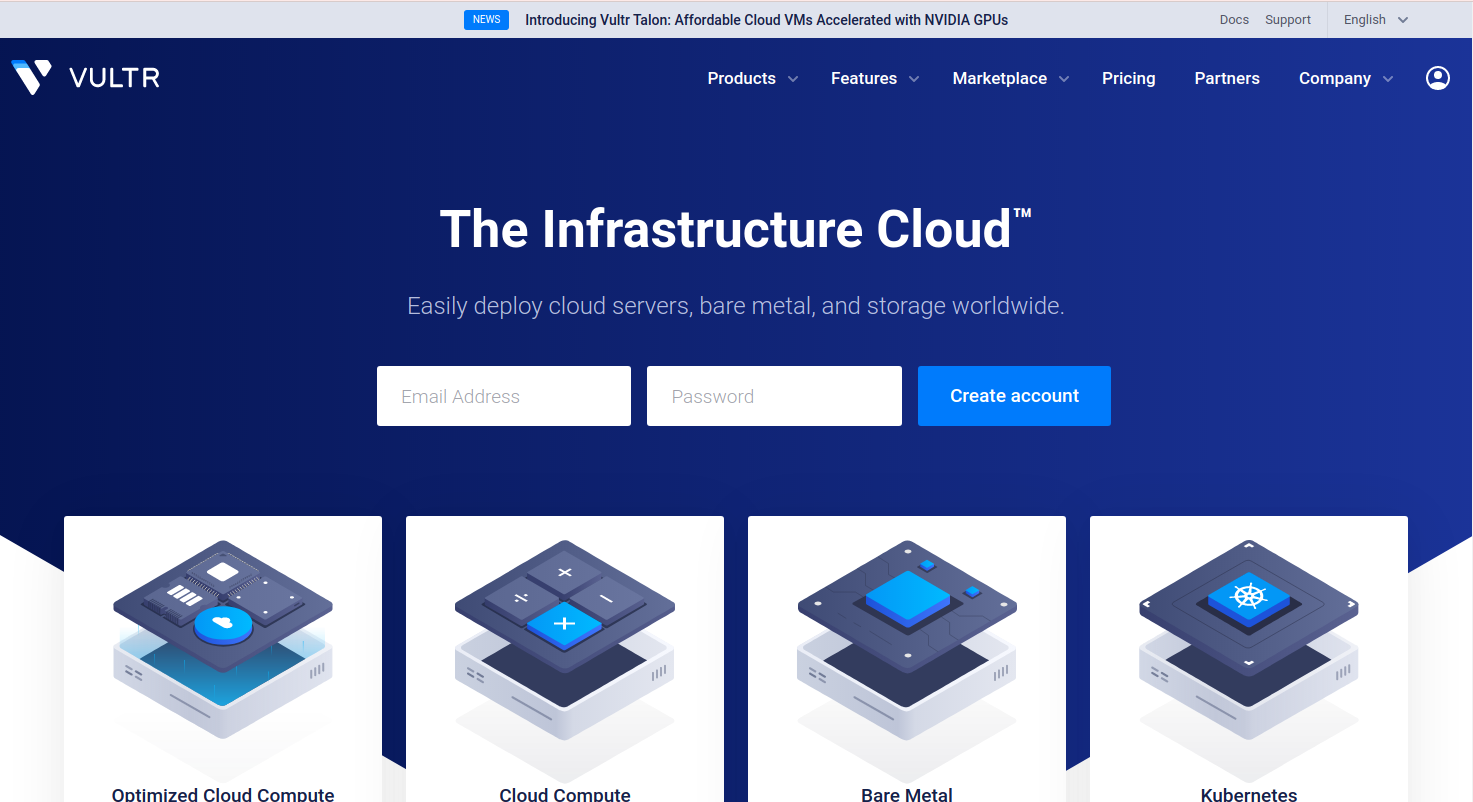 NEWS Introducing Vultr Talon: Affordable Cloud VMs Accelerated with NVIDIA GPUs Docs Support English
VULTR Products Features Marketplace Pricing Partners Company
The Infrastructure Cloud™
Easily deploy cloud servers, bare metal, and storage worldwide.
Email Address Password Create account
Optimized Cloud Compute Cloud Compute Bare Metal Kubernetes